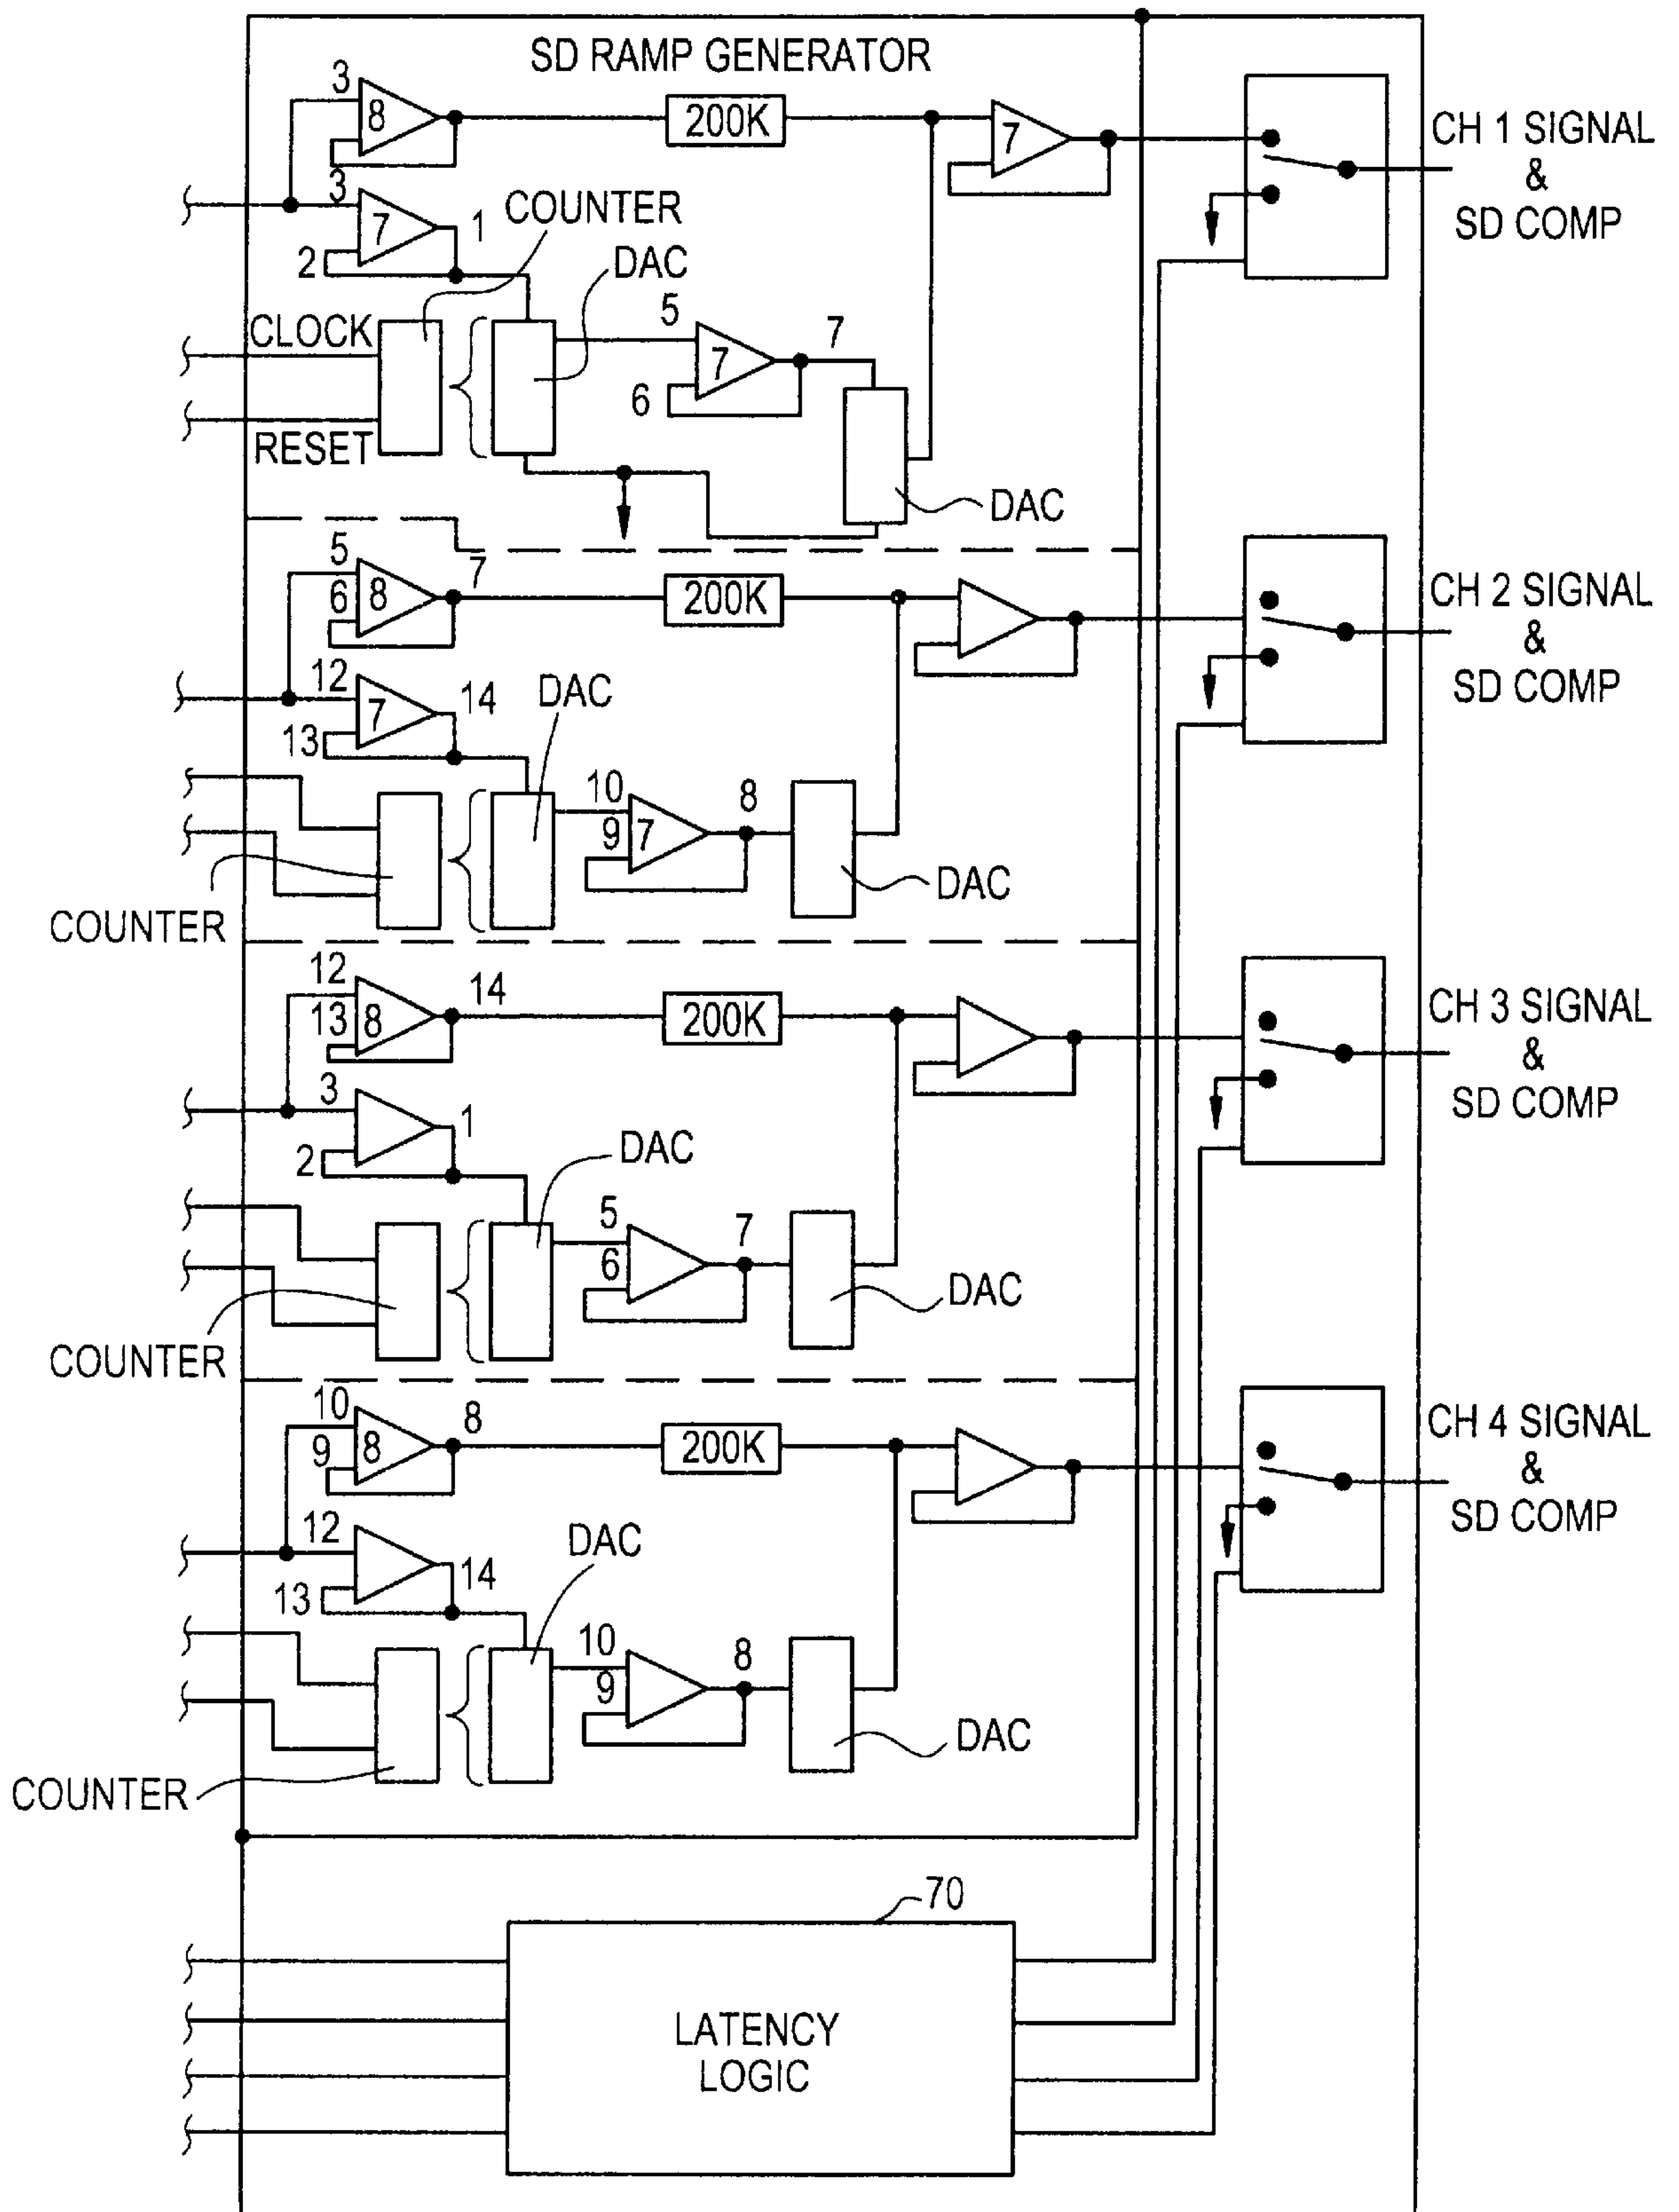 SD RAMP GENERATOR
3
8
200K
7
CH 1 SIGNAL
&
SD COMP
3
7
1
2
COUNTER
DAC
CLOCK
5
7
7
6
RESET
DAC
5
6
8
7
200K
CH 2 SIGNAL
&
SD COMP
12
7
14
13
DAC
10
9
7
8
DAC
COUNTER
12
13
8
14
200K
CH 3 SIGNAL
&
SD COMP
3
1
2
DAC
5
6
7
DAC
COUNTER
10
9
8
8
200K
CH 4 SIGNAL
&
SD COMP
12
14
13
DAC
10
9
8
DAC
COUNTER
70
LATENCY
LOGIC